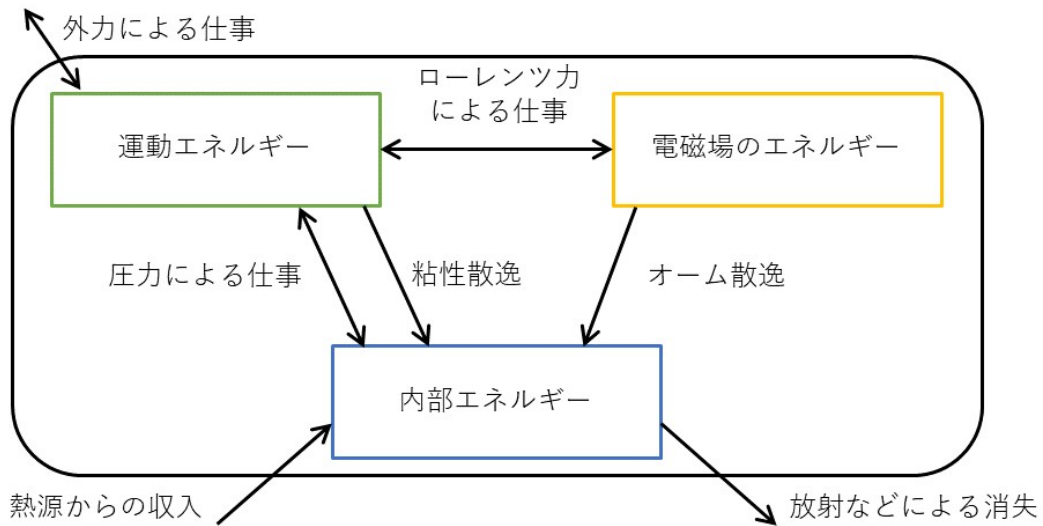 外力による仕事
ローレンツ力
による仕事
運動エネルギー
電磁場のエネルギー
圧力による仕事
粘性散逸
オーム散逸
内部エネルギー
熱源からの収入
放射などによる消失